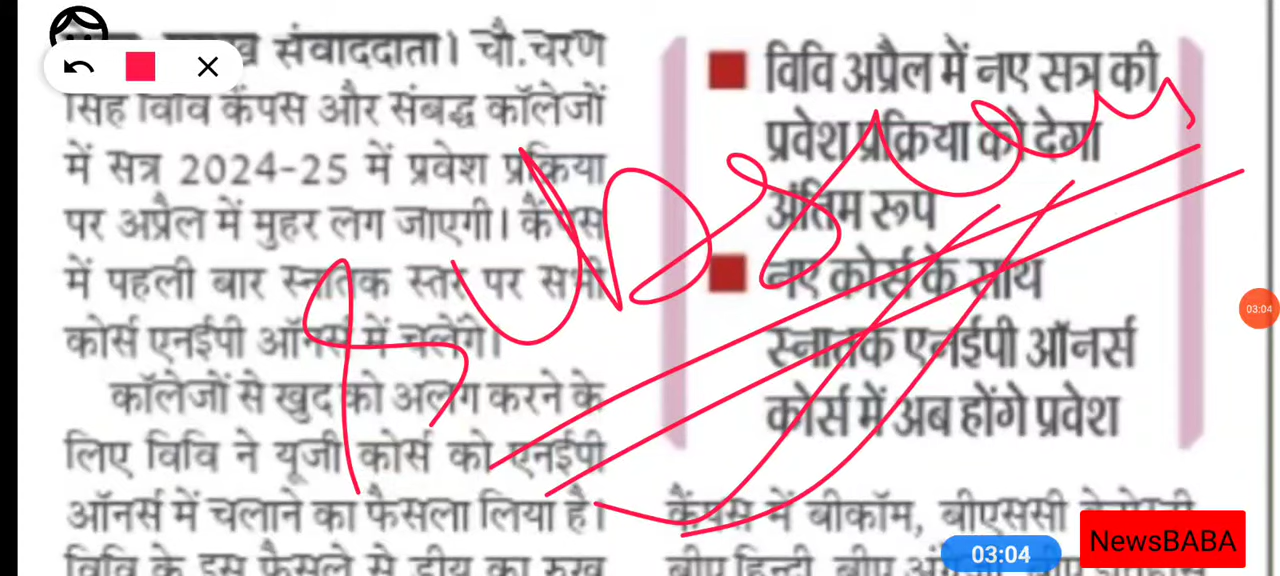 संवाददाता। चौ.चरण
सिंह विवि कैंपस और संबद्ध कॉलेजों
में सत्र 2024-25 में प्रवेश प्रक्रिया
पर अप्रैल में मुहर लग जाएगी। कैंपस
में पहली बार स्नातक स्तर पर सभी
कोर्स एनईपी ऑनर्स में चलेंगे।
कॉलेजों से खुद को अलग करने के
लिए विवि ने यूजी कोर्स को एनईपी
ऑनर्स में चलाने का फैसला लिया है।
विवि के इस फैसले से डीयू का रुख
विवि अप्रैल में नए सत्र की
प्रवेश प्रक्रिया को देगा
अंतिम रूप
नए कोर्स के साथ
स्नातक एनईपी ऑनर्स
कोर्स में अब होंगे प्रवेश
कैंपस में बीकॉम, बीएससी
बीए हिन्दी, बीए
03:04
03:04
NewsBABA